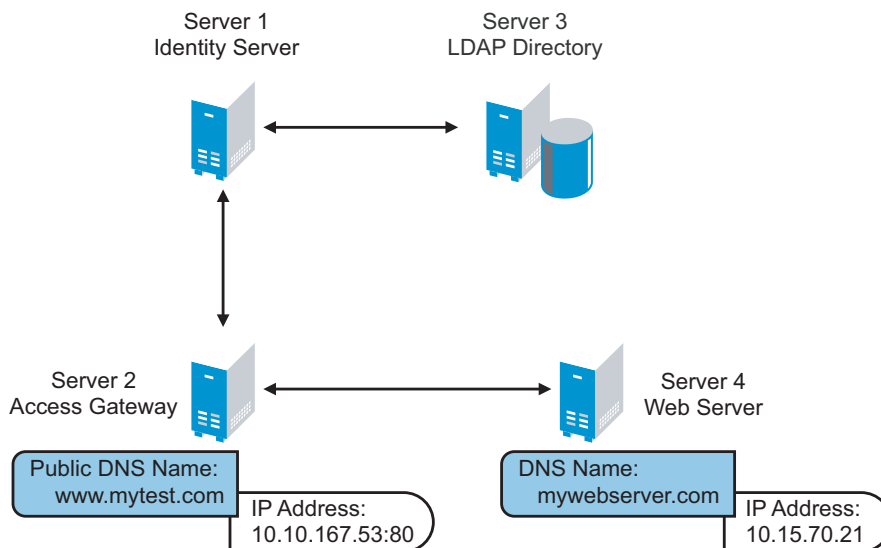 Server 1
Identity Server
Server 3
LDAP Directory
Server 2
Access Gateway
Server 4
Web Server
Public DNS Name:
www.mytest.com
IP Address:
10.10.167.53:80
DNS Name:
mywebserver.com
IP Address:
10.15.70.21